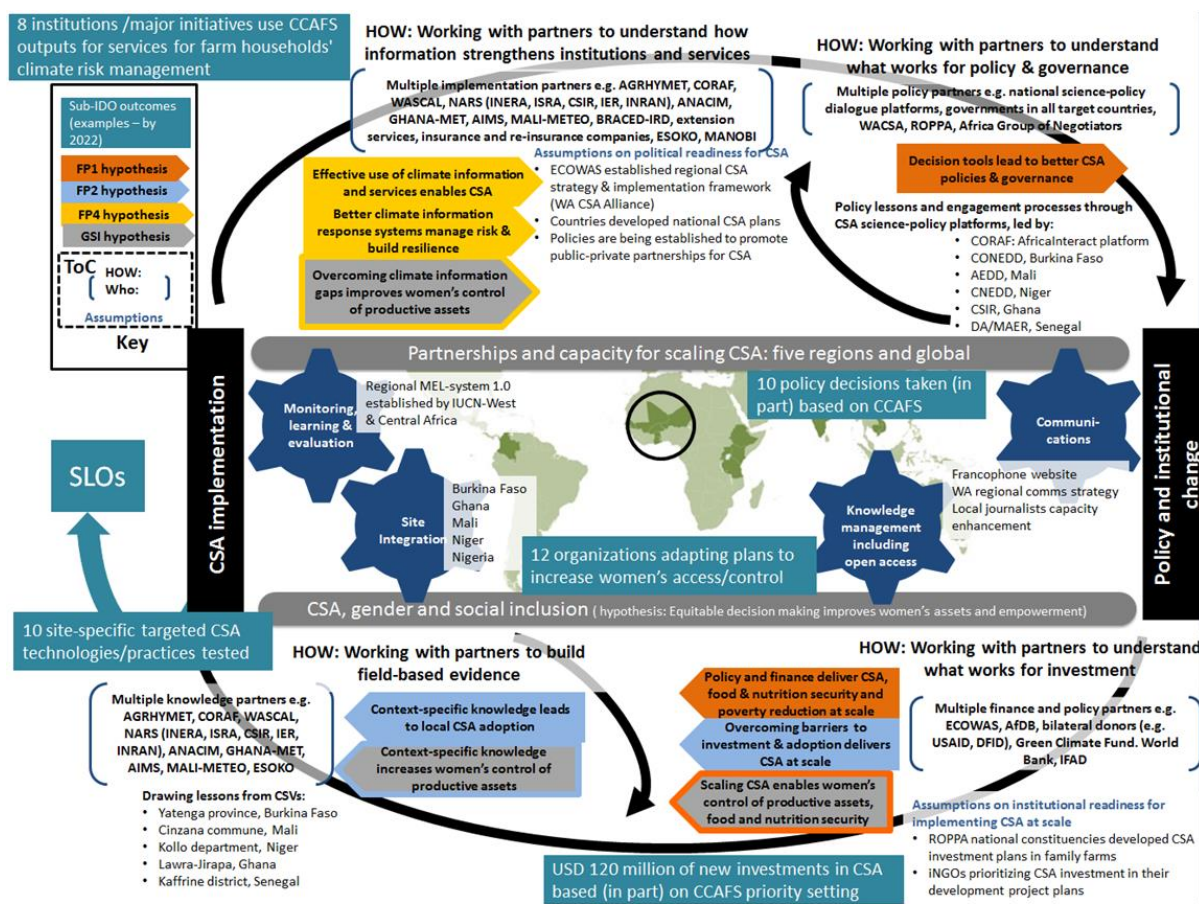 8 institutions /major initiatives use CCAFS
outputs for services for farm households'
climate risk management
Sub-IDO outcomes
(examples – by
2022)
FP1 hypothesis
FP2 hypothesis
FP4 hypothesis
GSI hypothesis
ToC
HOW:
Who:
Assumptions
Key
HOW: Working with partners to understand how
information strengthens institutions and services
Multiple implementation partners e.g. AGRHYMET, CORAF,
WASCAL, NARS (INERA, ISRA, CSIR, IER, INRAN), ANACIM,
GHANA-MET, AIMS, MALI-METEO, BRACED-IRD, extension
services, insurance and re-insurance companies, ESOKO, MANOBI
Effective use of climate information
and services enables CSA
Better climate information
response systems manage risk &
build resilience
Overcoming climate information
gaps improves women's control
of productive assets
Assumptions on political readiness for CSA
• ECOWAS established regional CSA
strategy & implementation framework
(WA CSA Alliance)
• Countries developed national CSA plans
• Policies are being established to promote
public-private partnerships for CSA
HOW: Working with partners to understand
what works for policy & governance
Multiple policy partners e.g. national science-policy
dialogue platforms, governments in all target countries,
WACSA, ROPPA, Africa Group of Negotiators
Decision tools lead to better CSA
policies & governance
Policy lessons and engagement processes through
CSA science-policy platforms, led by:
• CORAF: AfricaInteract platform
• CONEDD, Burkina Faso
• AEDD, Mali
• CNEDD, Niger
• CSIR, Ghana
• DA/MAER, Senegal
CSA implementation
Policy and institutional
change
Partnerships and capacity for scaling CSA: five regions and global
Monitoring,
learning &
evaluation
Regional MEL-system 1.0
established by IUCN-West
& Central Africa
10 policy decisions taken (in
part) based on CCAFS
Communi-
cations
Francophone website
WA regional comms strategy
Local journalists capacity
enhancement
SLOs
Site
Integration
Burkina Faso
Ghana
Mali
Niger
Nigeria
Knowledge
management
including
open access
12 organizations adapting plans to
increase women's access/control
CSA, gender and social inclusion ( hypothesis: Equitable decision making improves women's assets and empowerment)
10 site-specific targeted CSA
technologies/practices tested
HOW: Working with partners to build
field-based evidence
Multiple knowledge partners e.g.
AGRHYMET, CORAF, WASCAL,
NARS (INERA, ISRA, CSIR, IER,
INRAN), ANACIM, GHANA-MET,
AIMS, MALI-METEO, ESOKO
Drawing lessons from CSVs:
• Yatenga province, Burkina Faso
• Cinzana commune, Mali
• Kollo department, Niger
• Lawra-Jirapa, Ghana
• Kaffrine district, Senegal
Context-specific knowledge leads
to local CSA adoption
Context-specific knowledge
increases women's control of
productive assets
HOW: Working with partners to understand
what works for investment
Policy and finance deliver CSA,
food & nutrition security and
poverty reduction at scale
Overcoming barriers to
investment & adoption delivers
CSA at scale
Scaling CSA enables women's
control of productive assets,
food and nutrition security
Multiple finance and policy partners e.g.
ECOWAS, AfDB, bilateral donors (e.g.
USAID, DFID), Green Climate Fund. World
Bank, IFAD
Assumptions on institutional readiness for
implementing CSA at scale
• ROPPA national constituencies developed CSA
investment plans in family farms
• iNGOs prioritizing CSA investment in their
development project plans
USD 120 million of new investments in CSA
based (in part) on CCAFS priority setting